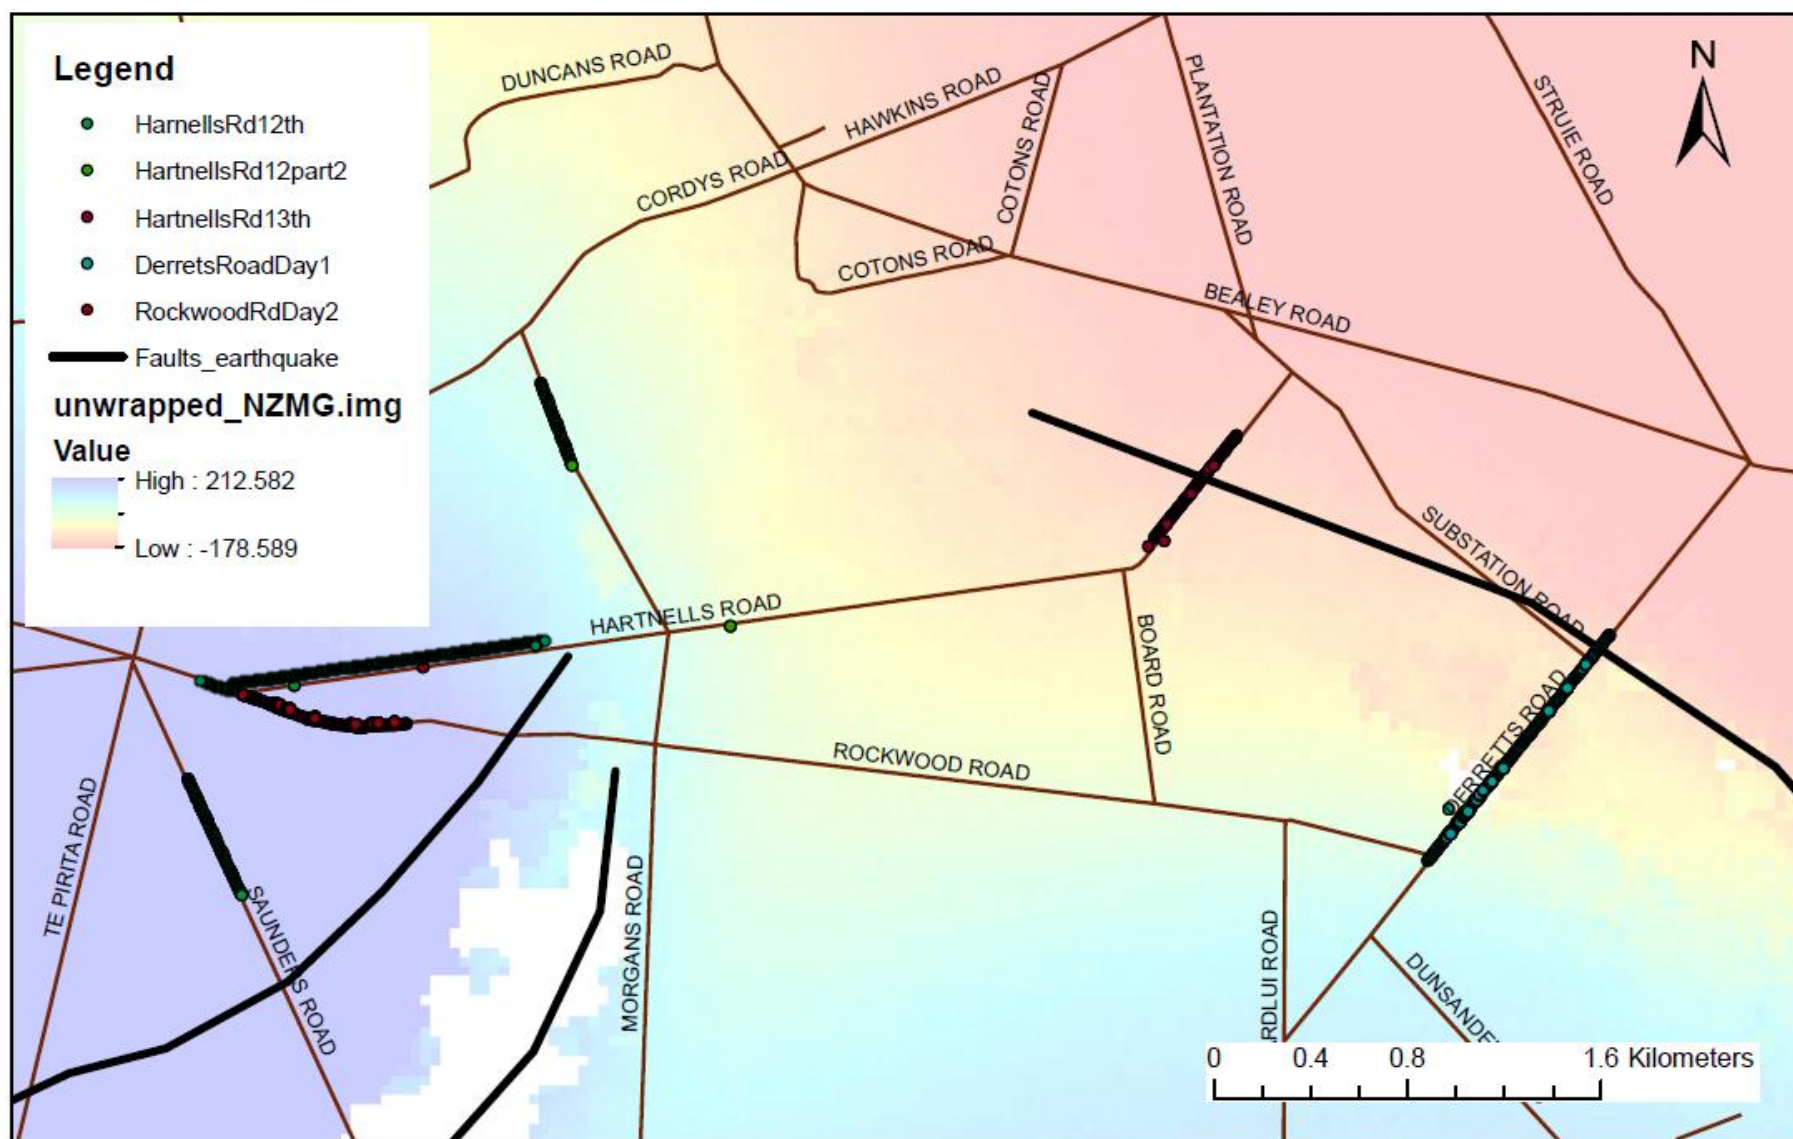 Legend
HarnellsRd12th
HartnellsRd12part2
HartnellsRd13th
DerretsRoadDay1
RockwoodRdDay2
Faults_earthquake
unwrapped_NZMG.img
Value
High : 212.582
Low : -178.589
N
DUNCANS ROAD
HAWKINS ROAD
CORDYS ROAD
COTONS ROAD
COTONS ROAD
PLANTATION ROAD
STRUIE ROAD
BEALEY ROAD
SUBSTATION ROAD
HARTNELLS ROAD
BOARD ROAD
DERRETTS ROAD
ROCKWOOD ROAD
TE PIRITA ROAD
SAUNDERS ROAD
MORGANS ROAD
RDLUI ROAD
DUNSANDE
0 0.4 0.8 1.6 Kilometers